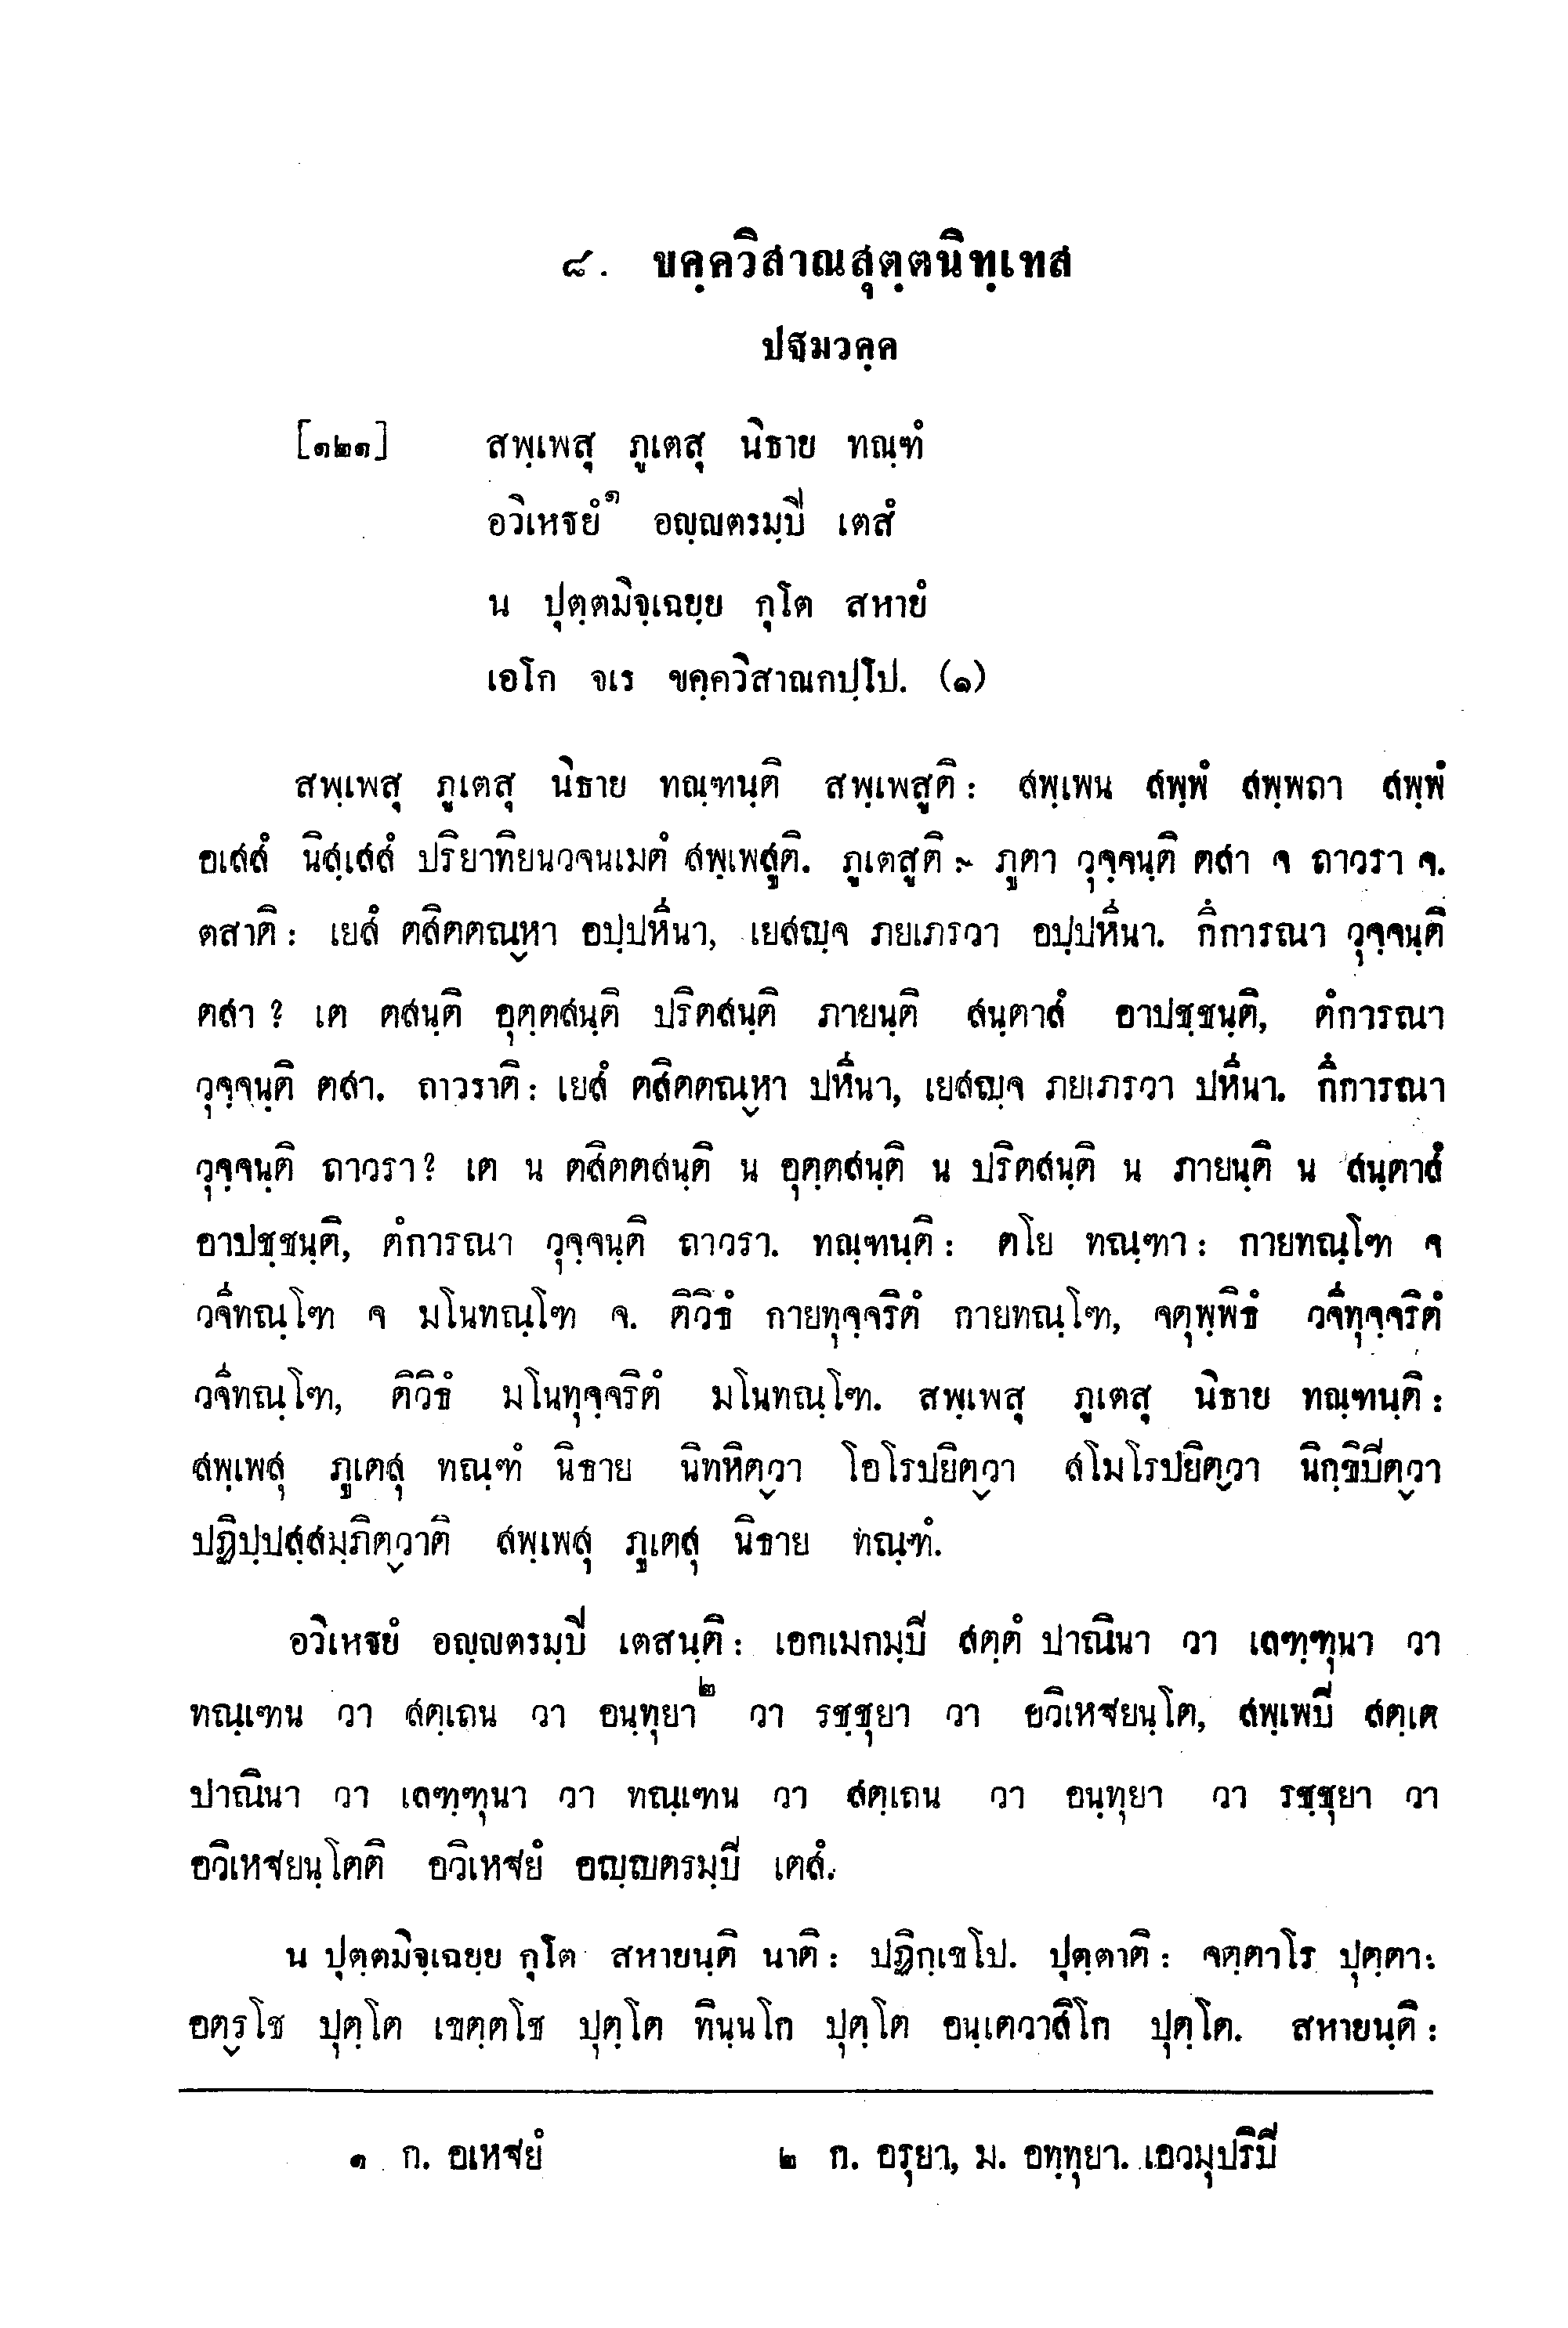 ๘. ขคฺควิสาณสุตฺตนิทฺเทส
ปฐมวคฺค
[๑๒๑] สพฺเพสุ ภูเตสุ นิธาย ทณฺฑํ
อวิเหฐยํ๑ อญฺญตรมฺปิ เตสํ
น ปุตฺตมิจฺเฉยฺย กุโต สหายํ
เอโก จเร ขคฺควิสาณกปฺโป. (๑)
สพฺเพสุ ภูเตสุ นิธาย ทณฺฑนฺติ สพฺเพสูติ: สพฺเพน สพฺพํ สพฺพถา สพฺพํ
อเสสํ นิสฺเสสํ ปริยาทิยนวจนเมตํ สพฺเพสูติ. ภูเตสูติ: ภูตา วุจฺจนฺติ ตสา จ ถาวรา จ.
ตสาติ: เยสํ ตสิตตณฺหา อปฺปหีนา, เยสญฺจ ภยเภรวา อปฺปหีนา. กึการณา วุจฺจนฺติ
ตสา? เต ตสนฺติ อุตฺตสนฺติ ปริตสนฺติ ภายนฺติ สนฺตาสํ อาปชฺชนฺติ, ตํการณา
วุจฺจนฺติ ตสา. ถาวราติ: เยสํ ตสิตตณฺหา ปหีนา, เยสญฺจ ภยเภรวา ปหีนา. กึการณา
วุจฺจนฺติ ถาวรา? เต น ตสิตตสนฺติ น อุตฺตสนฺติ น ปริตสนฺติ น ภายนฺติ น สนฺตาสํ
อาปชฺชนฺติ, ตํการณา วุจฺจนฺติ ถาวรา. ทณฺฑนฺติ: ตโย ทณฺฑา: กายทณฺโฑ จ
วจีทณฺโฑ จ มโนทณฺโฑ จ. ติวิธํ กายทุจฺจริตํ กายทณฺโฑ, จตุพฺพิธํ วจีทุจฺจริตํ
วจีทณฺโฑ, ติวิธํ มโนทุจฺจริตํ มโนทณฺโฑ. สพฺเพสุ ภูเตสุ นิธาย ทณฺฑนฺติ:
สพฺเพสุ ภูเตสุ ทณฺฑํ นิธาย นิทหิตฺวา โอโรปยิตฺวา สโมโรปยิตฺวา นิกฺขิปิตฺวา
ปฏิปฺปสฺสมฺภิตฺวาติ สพฺเพสุ ภูเตสุ นิธาย ทณฺฑํ.
อวิเหฐยํ อญฺญตรมฺปิ เตสนฺติ: เอกเมกมฺปิ สตฺตํ ปาณินา วา เลฑฺฑุนา วา
ทณฺเฑน วา สตฺเถน วา อนฺทุยา๒ วา รชฺชุยา วา อวิเหฐยนฺโต, สพฺเพปิ สตฺเต
ปาณินา วา เลฑฺฑุนา วา ทณฺเฑน วา สตฺเถน วา อนฺทุยา วา รชฺชุยา วา
อวิเหฐยนฺโตติ อวิเหฐยํ อญฺญตรมฺปิ เตสํ.
น ปุตฺตมิจฺเฉยฺย กุโต สหายนฺติ นาติ: ปฏิกฺเขโป. ปุตฺตาติ: จตฺตาโร ปุตฺตา:
อตฺรโช ปุตฺโต เขตฺตโช ปุตฺโต ทินฺนโก ปุตฺโต อนฺเตวาสิโก ปุตฺโต. สหายนฺติ:
๑ ก. อเหฐยํ ๒ ก. อรุยา, ม. อทฺทุยา. เอวมุปริปิ